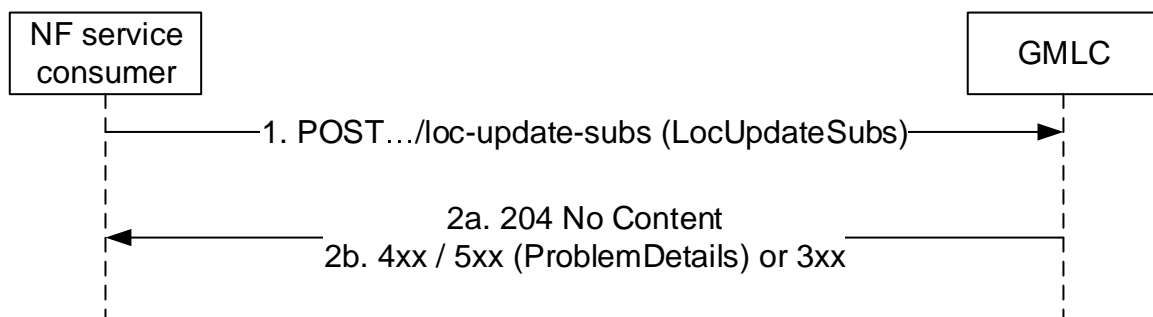 NF service
consumer
GMLC
1. POST…/loc-update-subs (LocUpdateSubs)
2a. 204 No Content
2b. 4xx / 5xx (ProblemDetails) or 3xx